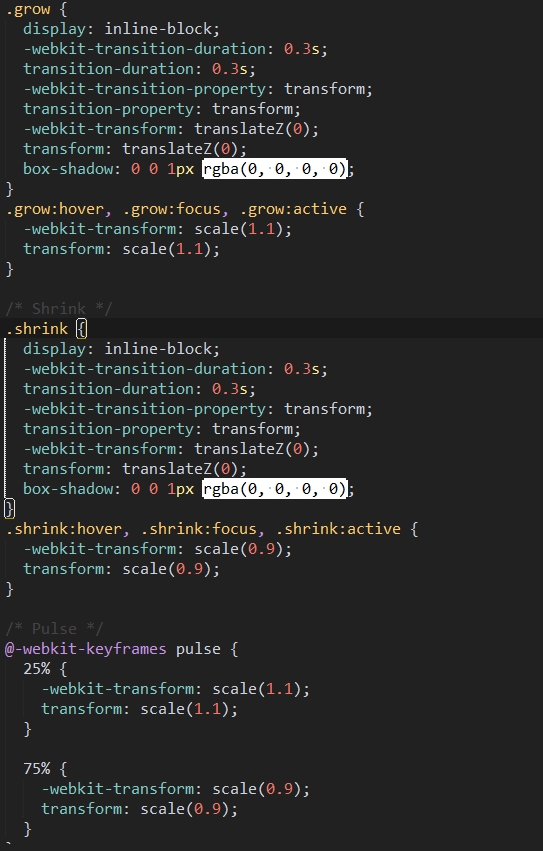 .grow {
  display: inline-block;
  -webkit-transition-duration: 0.3s;
  transition-duration: 0.3s;
  -webkit-transition-property: transform;
  transition-property: transform;
  -webkit-transform: translateZ(0);
  transform: translateZ(0);
  box-shadow: 0 0 1px rgba(0, 0, 0, 0);
}
.grow:hover, .grow:focus, .grow:active {
  -webkit-transform: scale(1.1);
  transform: scale(1.1);
}

/* Shrink */
.shrink {
  display: inline-block;
  -webkit-transition-duration: 0.3s;
  transition-duration: 0.3s;
  -webkit-transition-property: transform;
  transition-property: transform;
  -webkit-transform: translateZ(0);
  transform: translateZ(0);
  box-shadow: 0 0 1px rgba(0, 0, 0, 0);
}
.shrink:hover, .shrink:focus, .shrink:active {
  -webkit-transform: scale(0.9);
  transform: scale(0.9);
}

/* Pulse */
@-webkit-keyframes pulse {
  25% {
    -webkit-transform: scale(1.1);
    transform: scale(1.1);
  }

  75% {
    -webkit-transform: scale(0.9);
    transform: scale(0.9);
  }